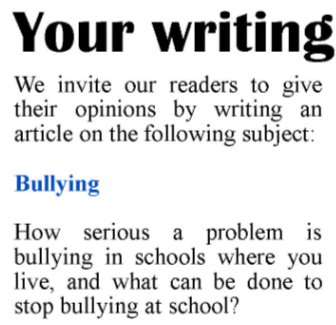 Your writing
We invite our readers to give
their opinions by writing an
article on the following subject:
Bullying
How serious a problem is
bullying in schools where you
live, and what can be done to
stop bullying at school?